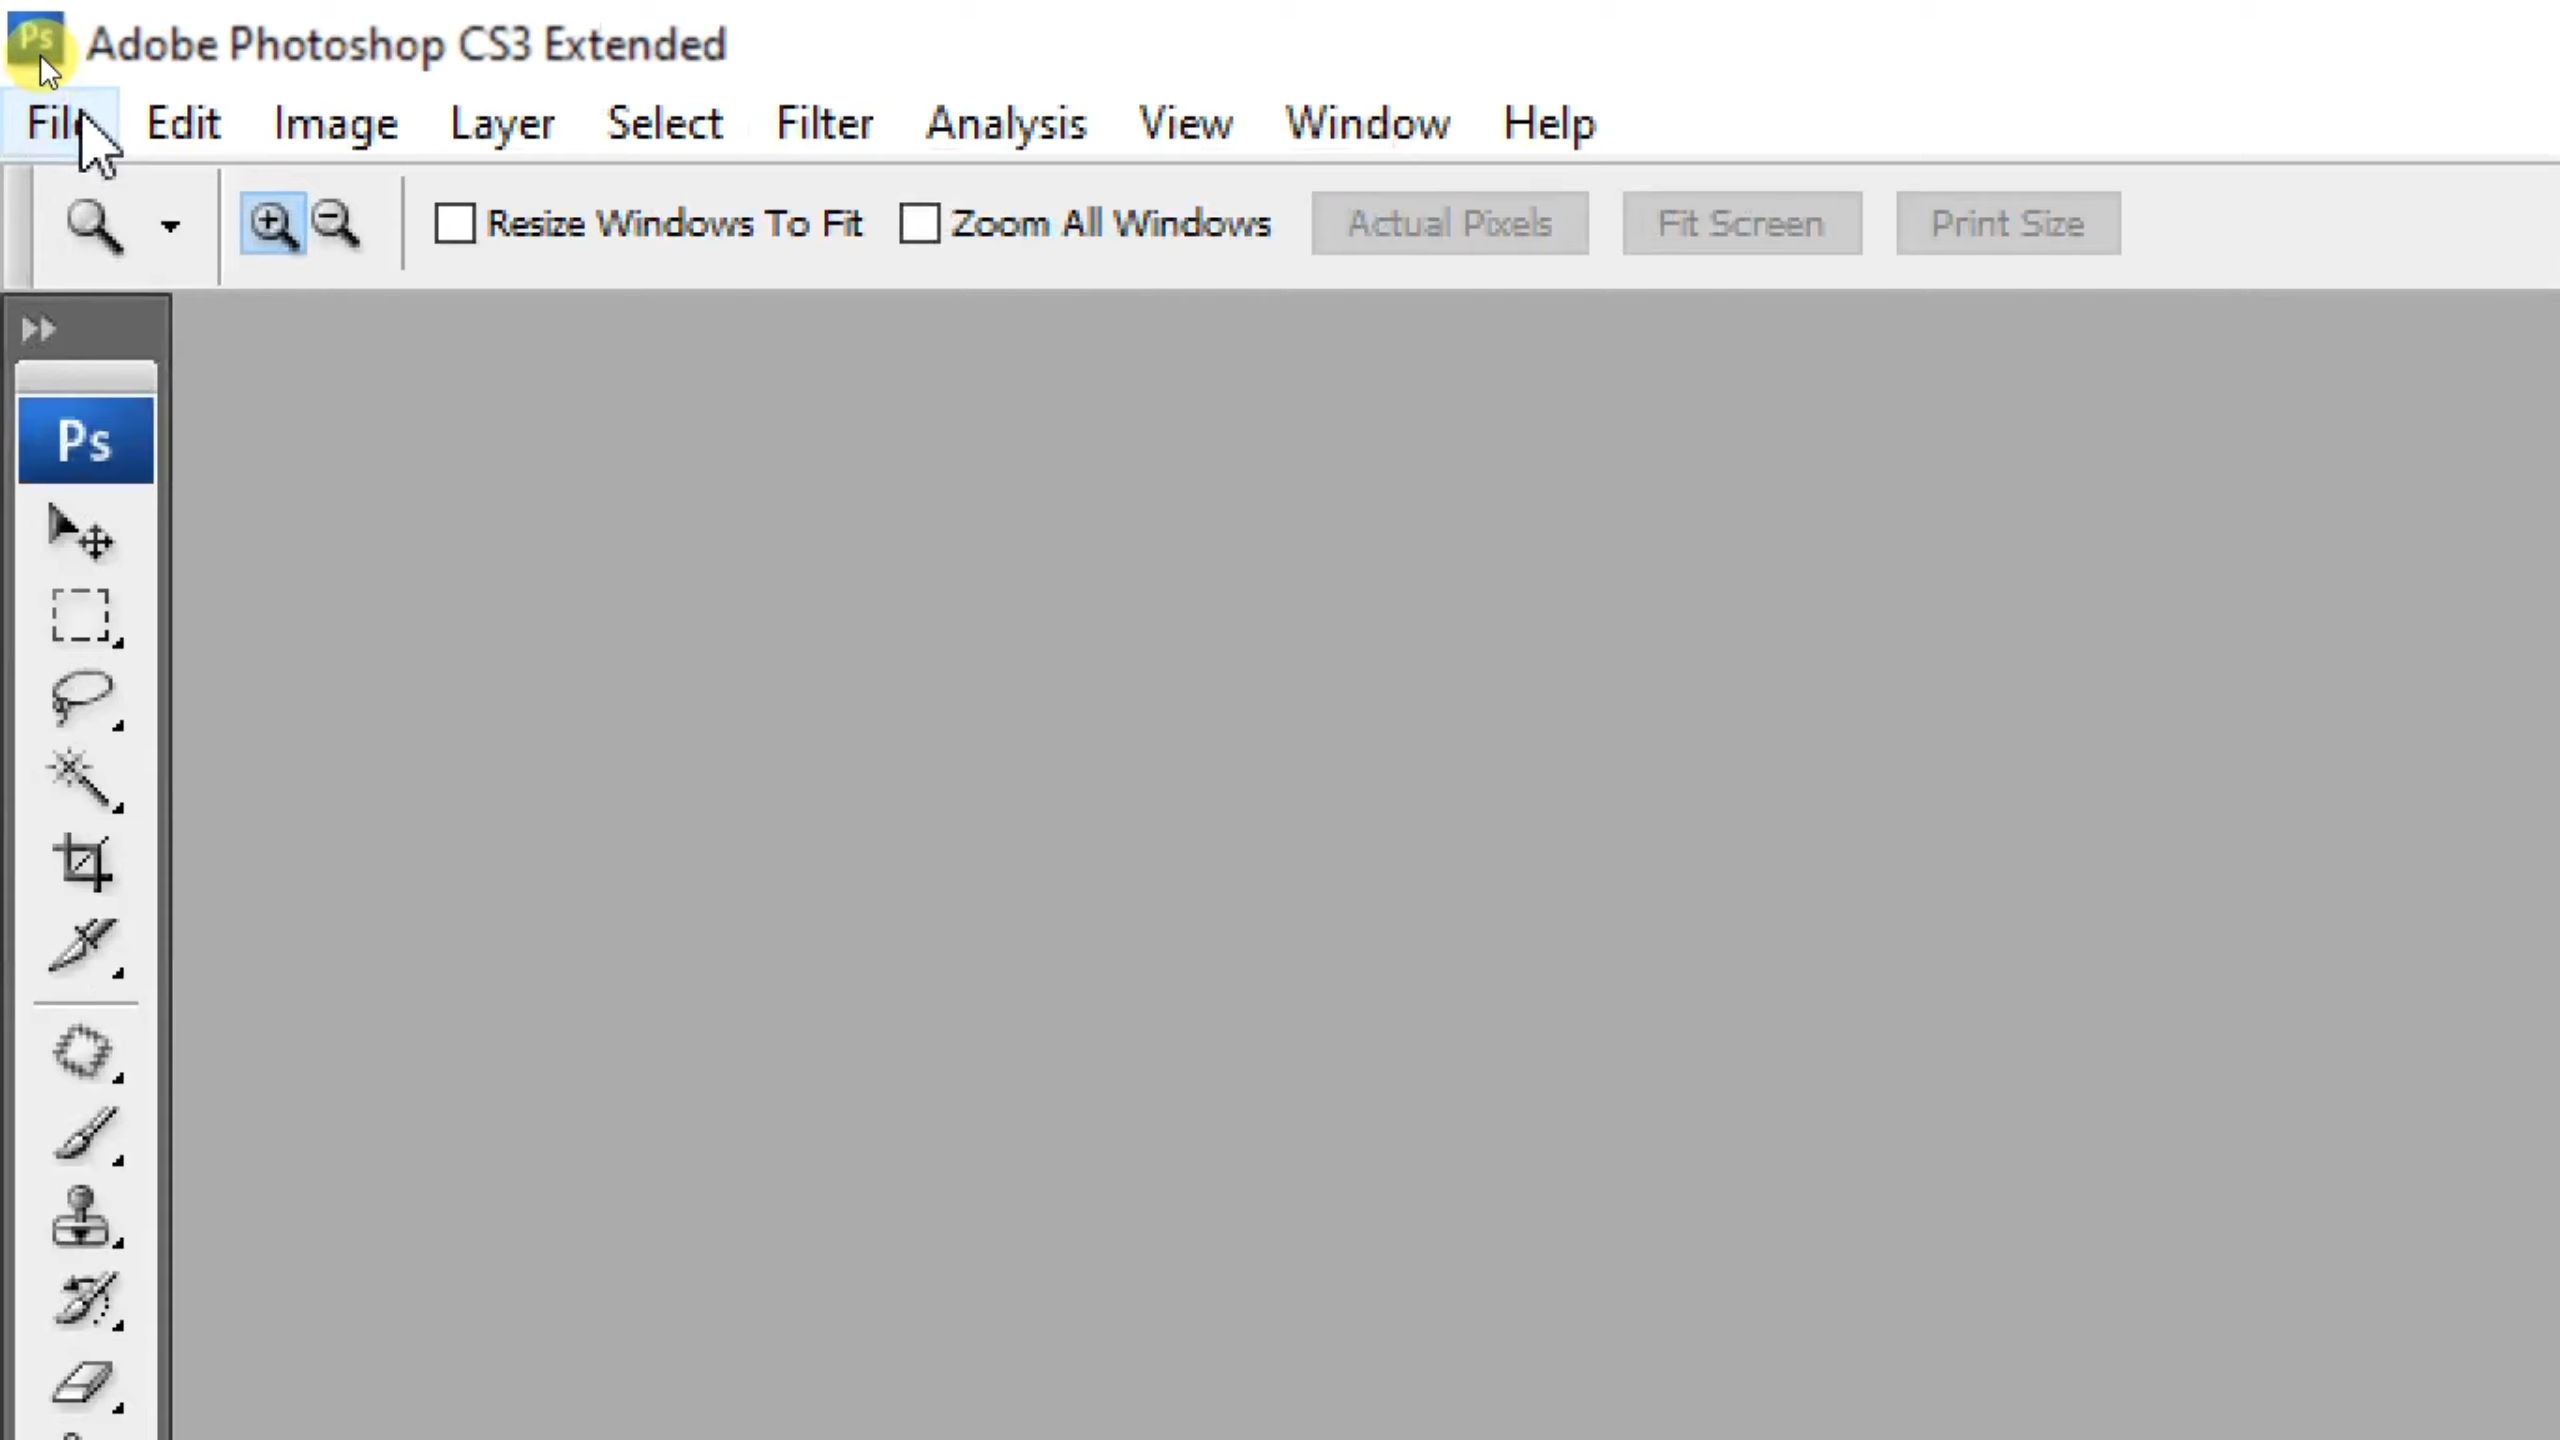 Ps Adobe Photoshop CS3 Extended
File Edit Image Layer Select Filter Analysis View Window Help
Resize Windows To Fit Zoom All Windows Actual Pixels Fit Screen Print Size
Ps